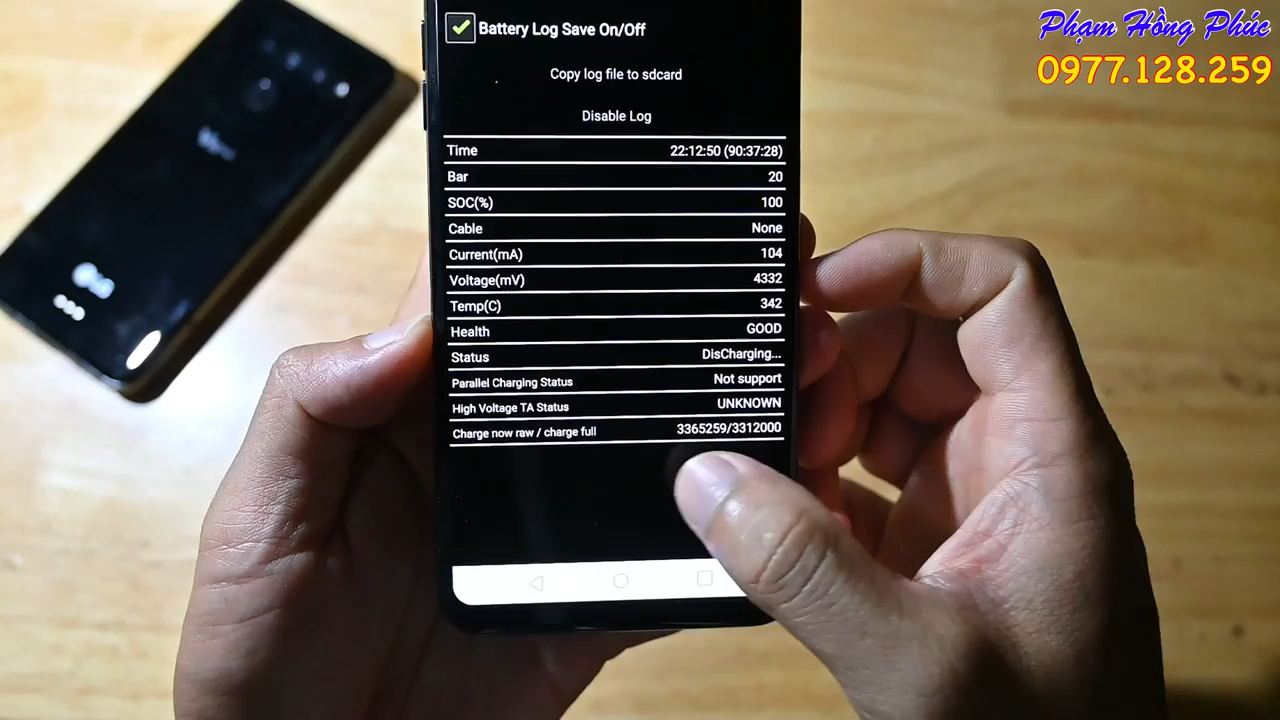 Phạm Hồng Phúc
0977.128.259
Battery Log Save On/Off
Copy log file to sdcard
Disable Log
Time 22:12:50 (90:37:28)
Bar 20
SOC(%) 100
Cable None
Current(mA) 104
Voltage(mV) 4332
Temp(C) 342
Health GOOD
Status DisCharging...
Parallel Charging Status Not support
High Voltage TA Status UNKNOWN
Charge now raw / charge full 3365259/3312000